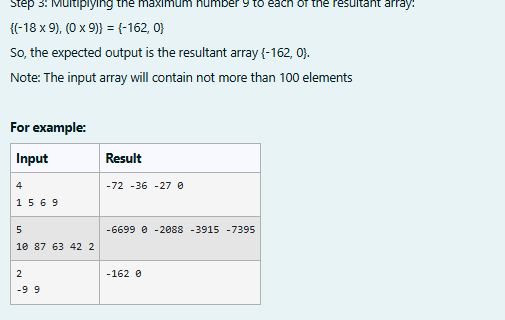 Step 3: Multiplying the maximum number 9 to each of the resultant array:
{(-18 x 9), (0 x 9)} = {-162, 0}
So, the expected output is the resultant array {-162, 0}.
Note: The input array will contain not more than 100 elements
For example:
Input Result
4 -72 -36 -27 0
1 5 6 9
5 -6699 0 -2088 -3915 -7395
10 87 63 42 2
2 -162 0
-9 9